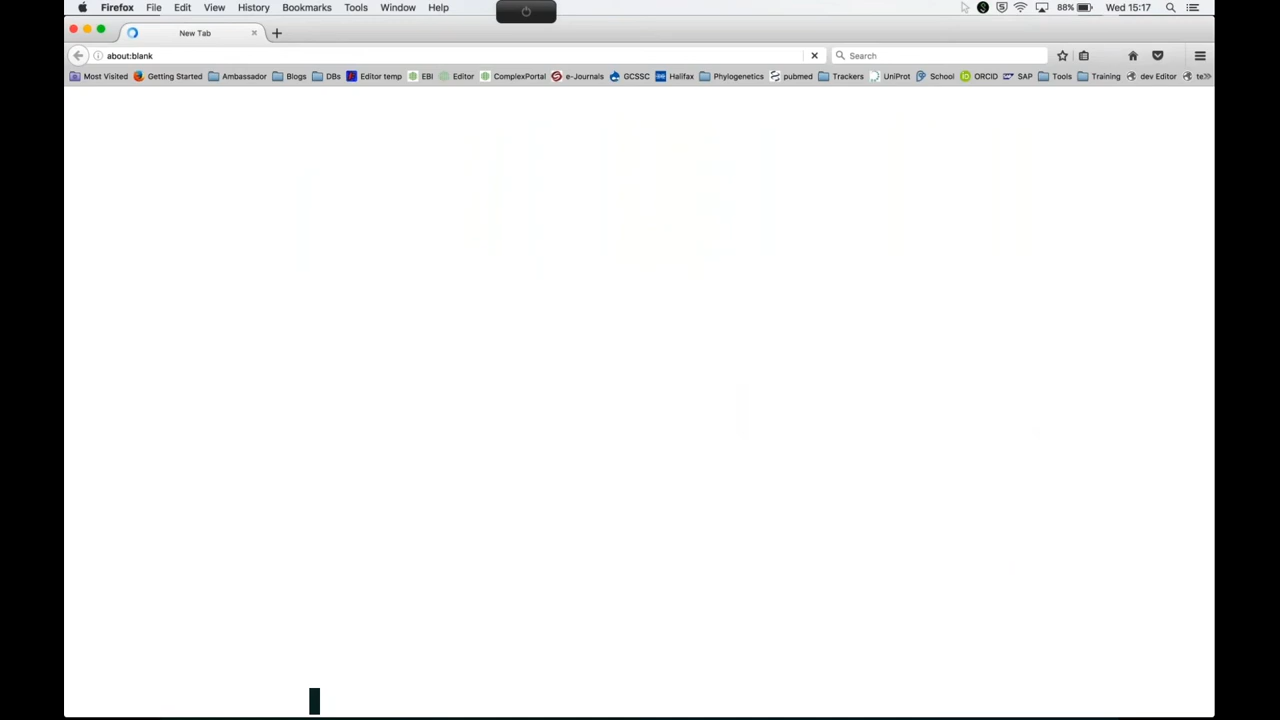 Firefox File Edit View History Bookmarks Tools Window Help 88% Wed 15:17
New Tab
about:blank Search
Most Visited Getting Started Ambassador Blogs DBs Editor temp EBI Editor ComplexPortal e-Journals GCSSC Halifax Phylogenetics pubmed Trackers UniProt School ORCID SAP Tools Training dev Editor te